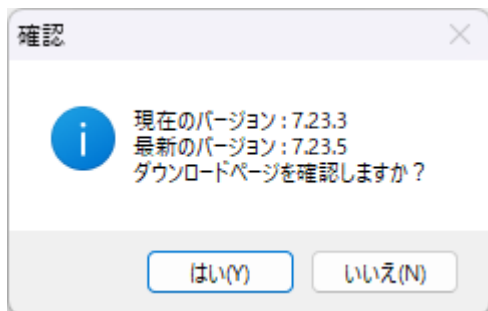 確認
現在のバージョン : 7.23.3
最新のバージョン : 7.23.5
ダウンロードページを確認しますか？
はい(Y)
いいえ(N)